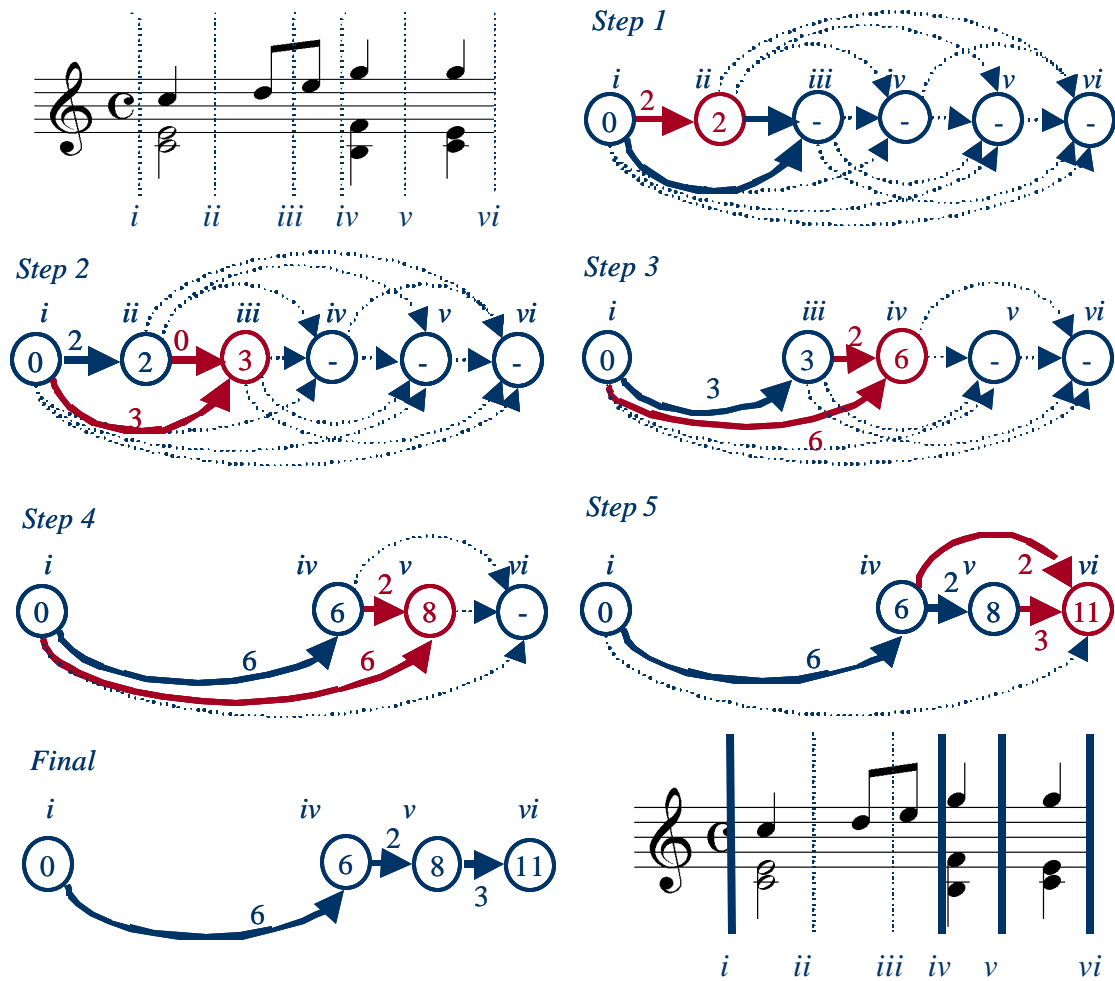 i ii iii iv v vi
Step 1
i ii iii iv v vi
2
0 2 - - - -
Step 2
i ii iii iv v vi
2 0
0 2 3 - - -
3
Step 3
i iii iv v vi
2
0 3 6 - -
3
6
Step 4
i iv v vi
2
0 6 8 -
6 6
Step 5
i iv v vi
2 2
0 6 8 11
6 3
Final
i iv v vi
2
0 6 8 11
6 3
i ii iii iv v vi